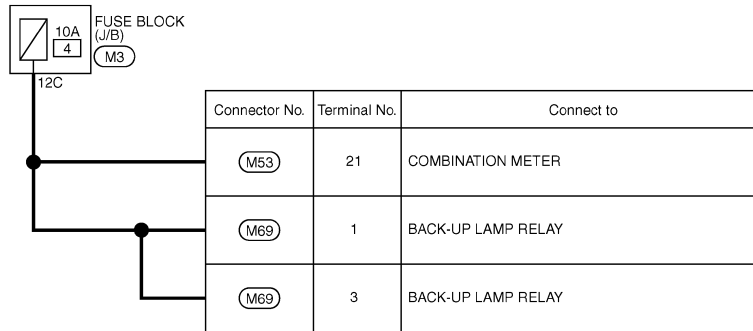 FUSE BLOCK
(J/B)
10A
4
M3
12C
Connector No. Terminal No. Connect to
M53 21 COMBINATION METER
M69 1 BACK-UP LAMP RELAY
M69 3 BACK-UP LAMP RELAY